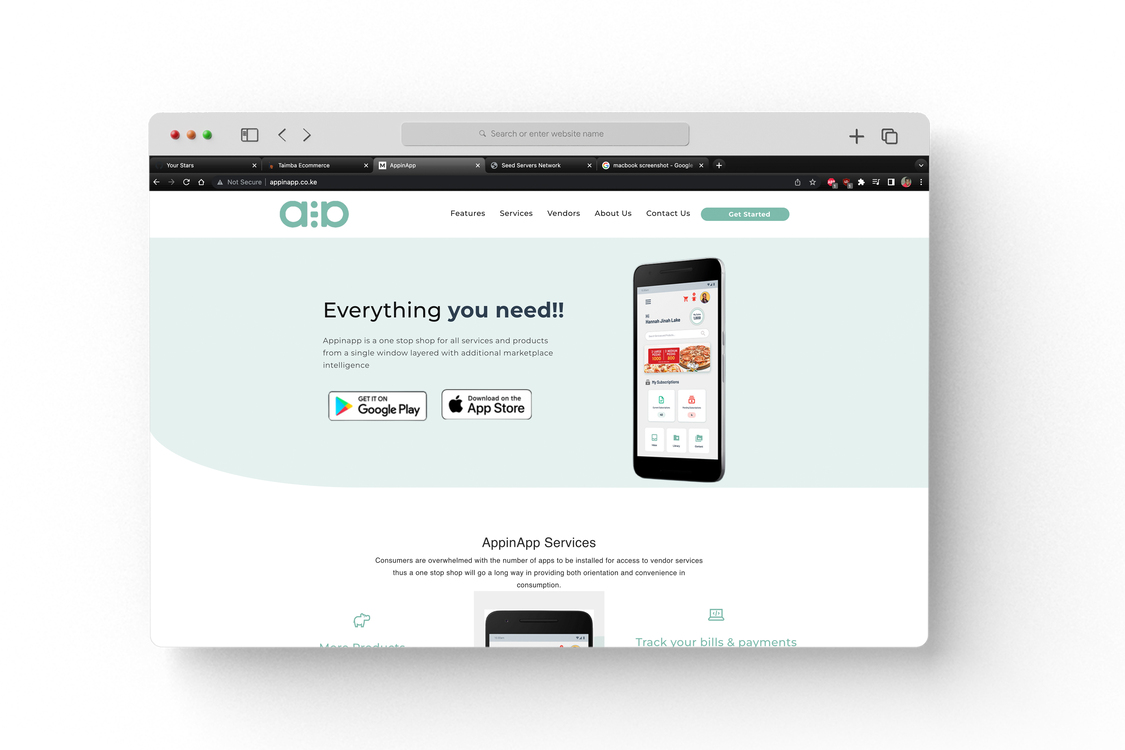 Search or enter website name
Your Stars
Taimba Ecommerce
AppinApp
Seed Servers Network
macbook screenshot - Google
Not Secure
appinapp.co.ke
Features
Services
Vendors
About Us
Contact Us
Get Started
Everything you need!!
Appinapp is a one stop shop for all services and products
from a single window layered with additional marketplace
intelligence
GET IT ON
Google Play
Download on the
App Store
Hi,
Hannah Jinah Lake
My Subscriptions
AppinApp Services
Consumers are overwhelmed with the number of apps to be installed for access to vendor services
thus a one stop shop will go a long way in providing both orientation and convenience in
consumption.
More Products
Track your bills & payments